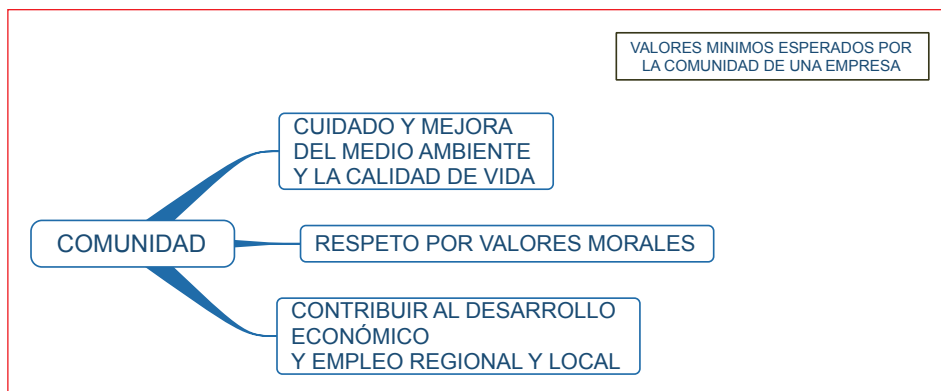 VALORES MINIMOS ESPERADOS POR
LA COMUNIDAD DE UNA EMPRESA
CUIDADO Y MEJORA
DEL MEDIO AMBIENTE
Y LA CALIDAD DE VIDA
COMUNIDAD
RESPETO POR VALORES MORALES
CONTRIBUIR AL DESARROLLO
ECONÓMICO
Y EMPLEO REGIONAL Y LOCAL